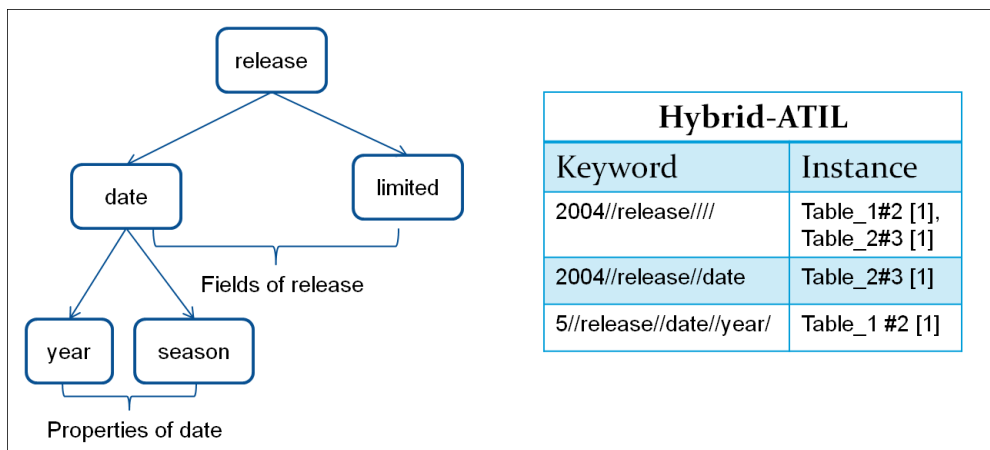 release
date
limited
Fields of release
year
season
Properties of date
Hybrid-ATIL
Keyword Instance
2004//release//// Table_1#2 [1],
Table_2#3 [1]
2004//release//date Table_2#3 [1]
5//release//date//year/ Table_1 #2 [1]